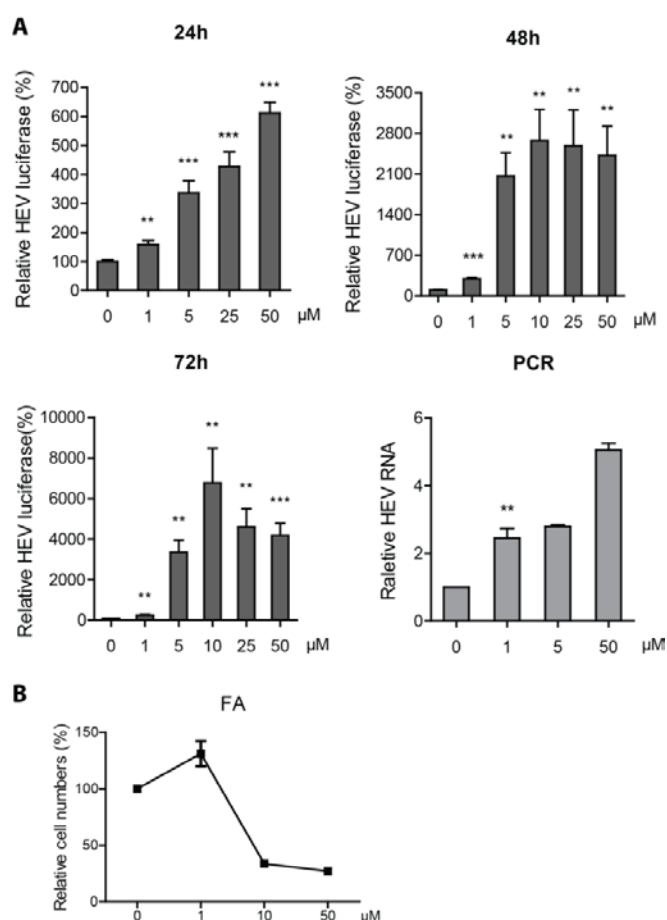 A
24h
Relative HEV luciferase (%)
700
600
500
400
300
200
100
0
** *** *** ***
0 1 5 25 50 µM
48h
Relative HEV luciferase (%)
3500
2800
2100
1400
700
0
*** ** ** ** **
0 1 5 10 25 50 µM
72h
Relative HEV luciferase(%)
10000
8000
6000
4000
2000
0
** ** ** ** ***
0 1 5 10 25 50 µM
PCR
Raletive HEV RNA
6
4
2
0
**
0 1 5 50 µM
B
FA
Relative cell numbers (%)
150
100
50
0
0 1 10 50 µM